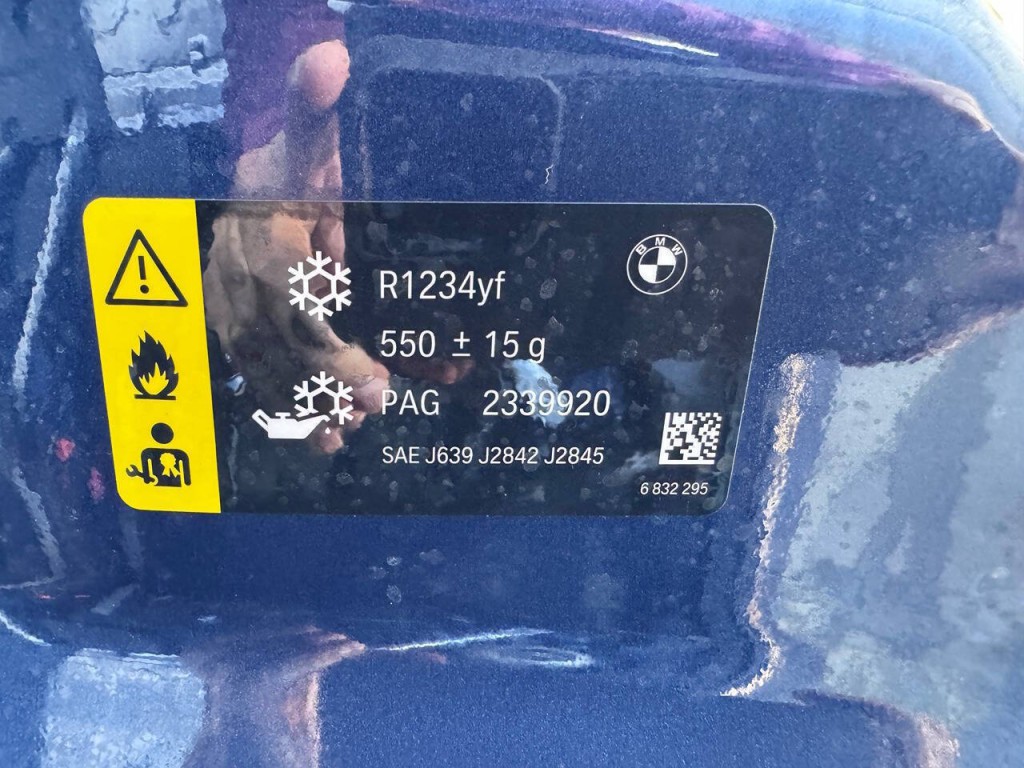 BMW
R1234yf
550 ± 15 g
PAG 2339920
SAE J639 J2842 J2845
6 832 295